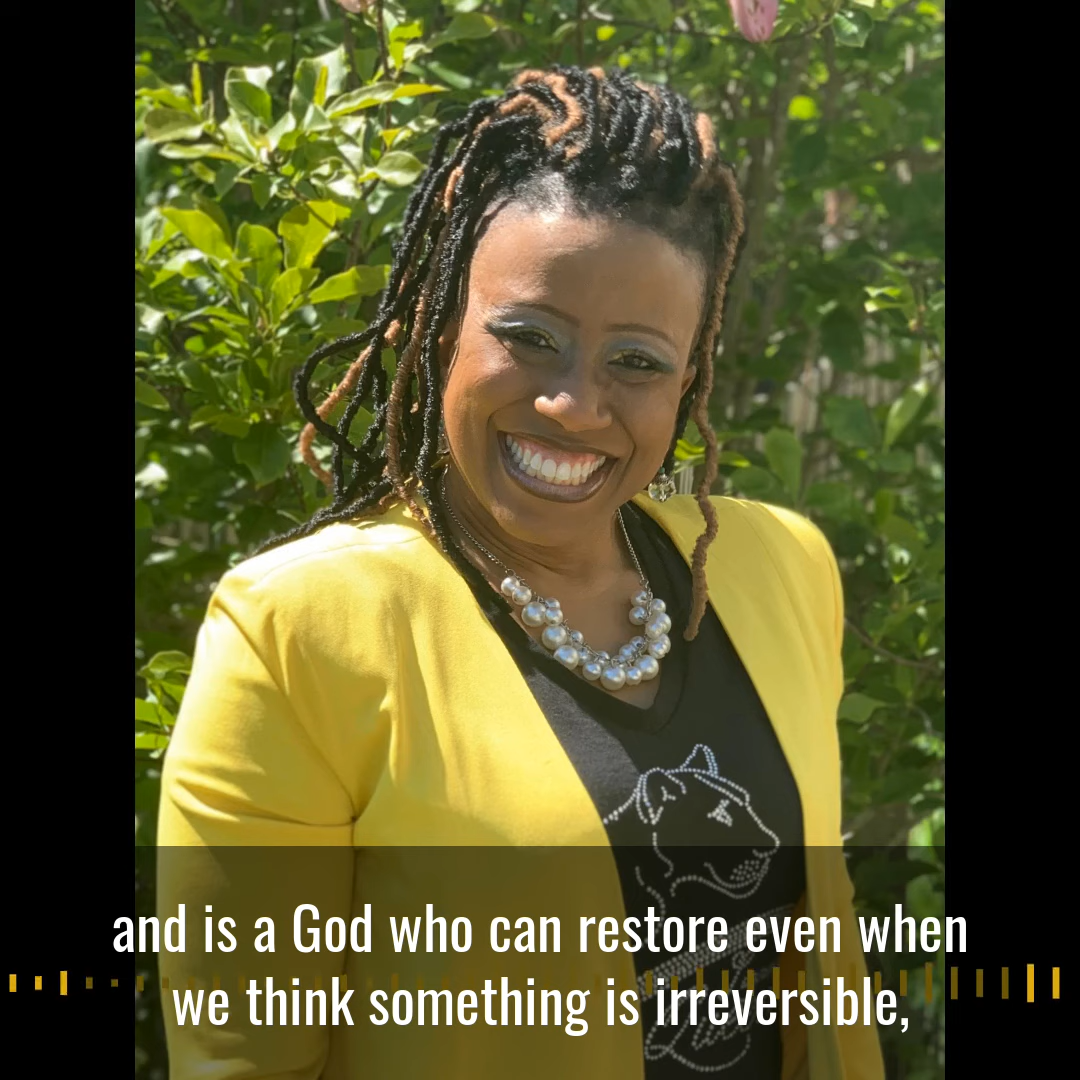 and is a God who can restore even when
we think something is irreversible,